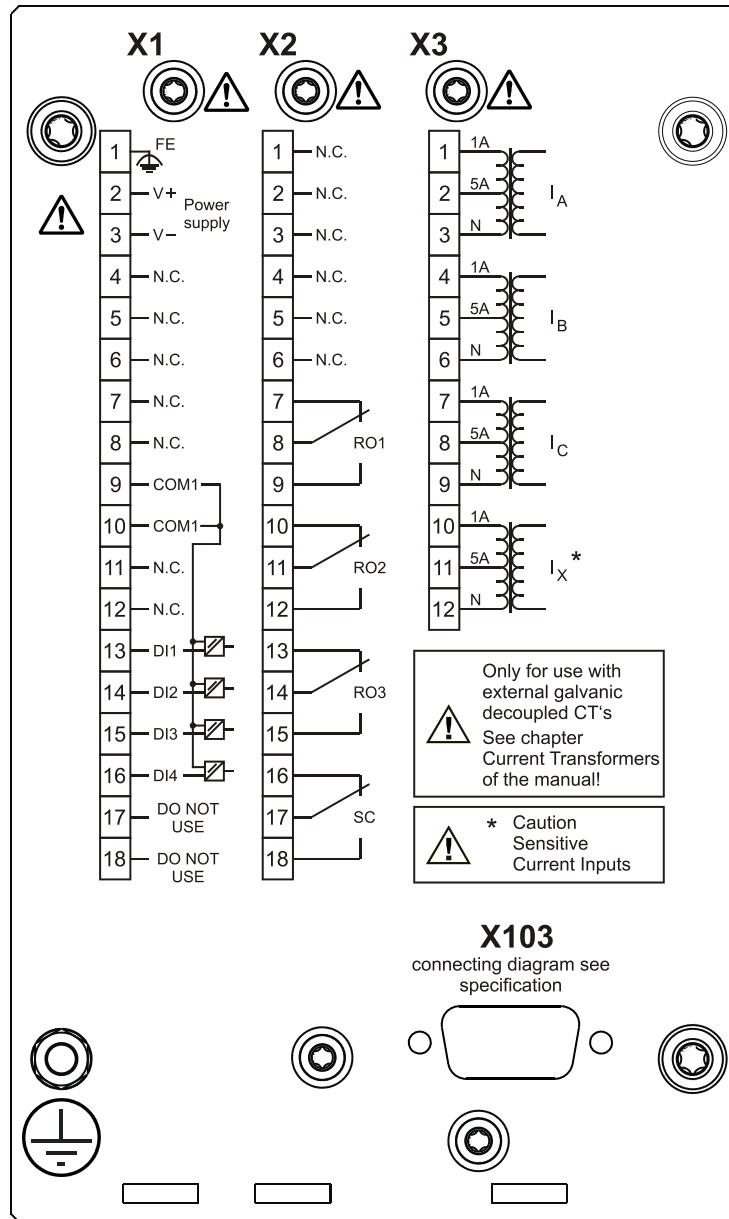 X1
X2
X3
1 FE
2 V+
Power
supply
3 V–
4 N.C.
5 N.C.
6 N.C.
7 N.C.
8 N.C.
9 COM1
10 COM1
11 N.C.
12 N.C.
13 DI1
14 DI2
15 DI3
16 DI4
17 DO NOT
USE
18 DO NOT
USE
1 N.C.
2 N.C.
3 N.C.
4 N.C.
5 N.C.
6 N.C.
7
8 RO1
9
10
11 RO2
12
13
14 RO3
15
16
17 SC
18
1 1A
2 5A IA
3 N
4 1A
5 5A IB
6 N
7 1A
8 5A IC
9 N
10 1A
11 5A IX*
12 N
Only for use with
external galvanic
decoupled CT‘s
See chapter
Current Transformers
of the manual!
* Caution
Sensitive
Current Inputs
X103
connecting diagram see
specification